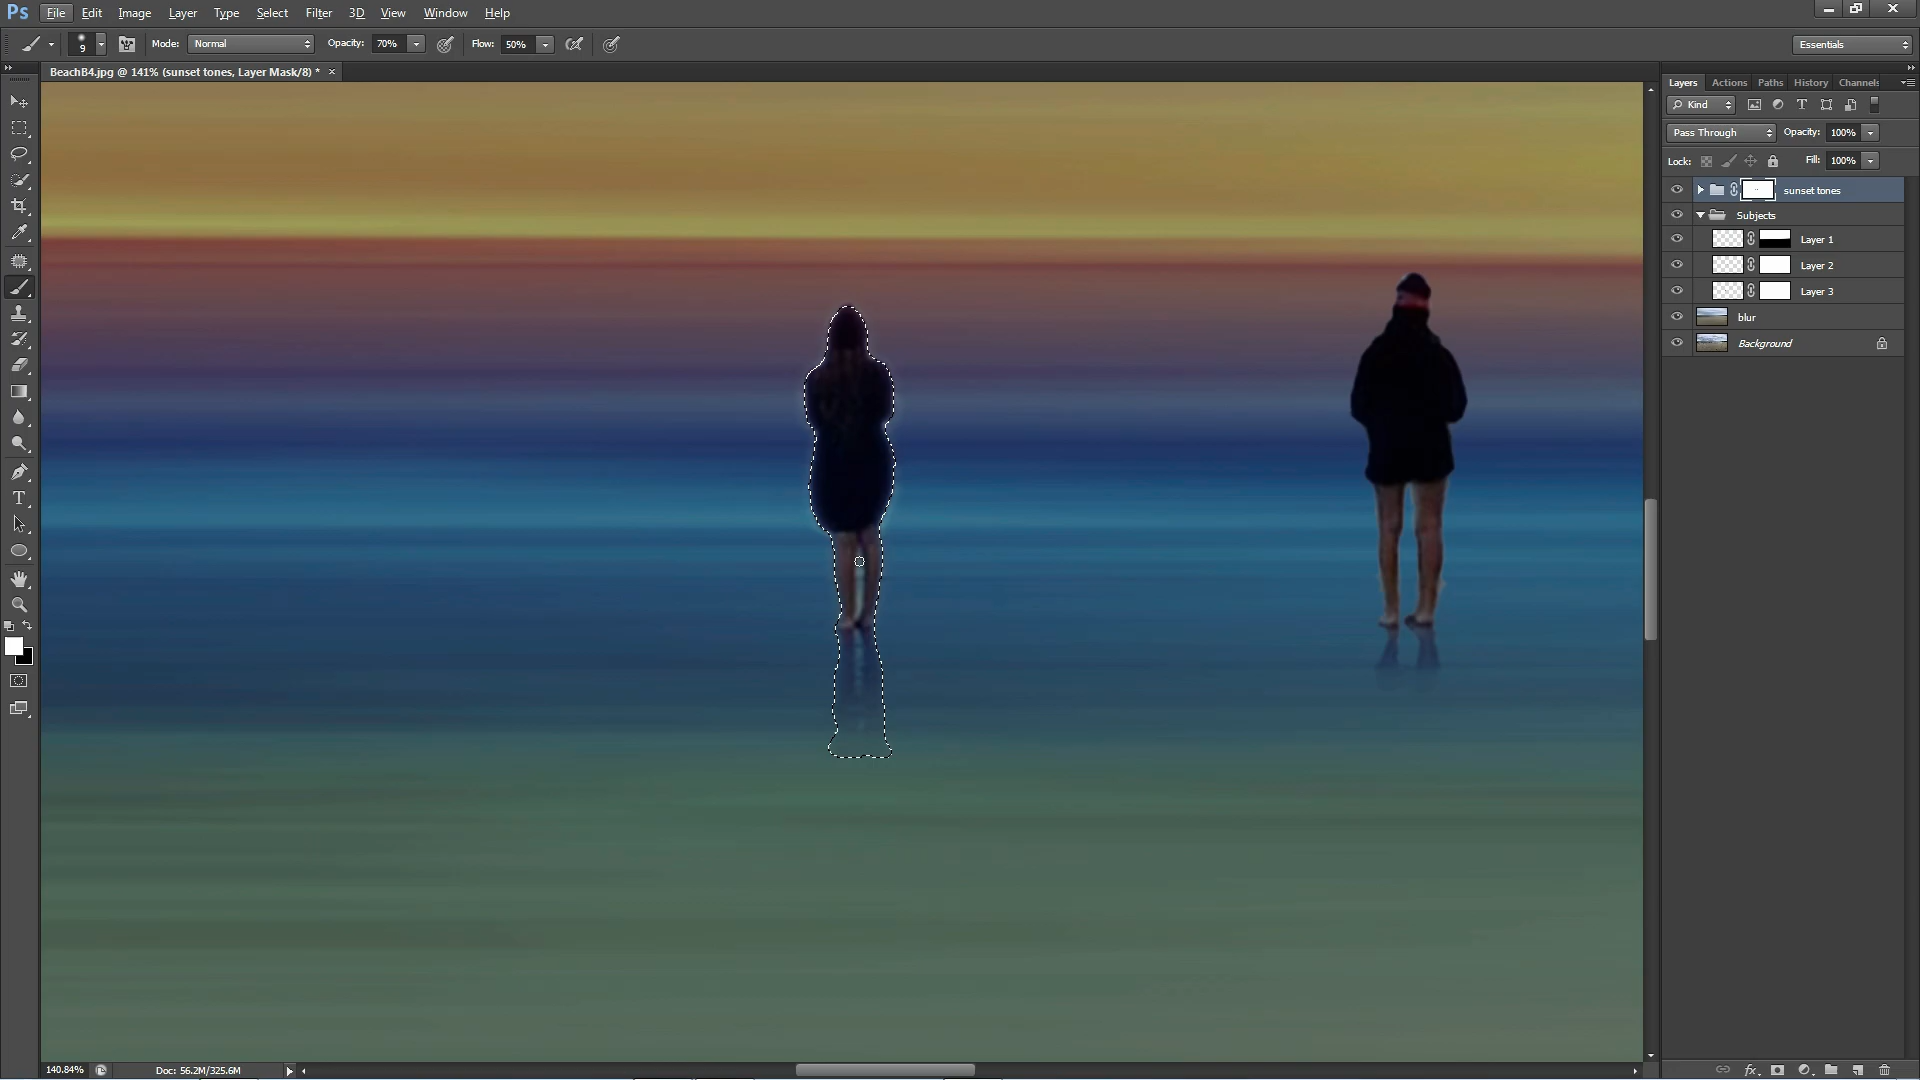 Ps File Edit Image Layer Type Select Filter 3D View Window Help
9 Mode: Normal Opacity: 70% Flow: 50% Essentials
BeachB4.jpg @ 141% (sunset tones, Layer Mask/8) * ×
Layers Actions Paths History Channels
Kind
Pass Through Opacity: 100%
Lock: Fill: 100%
sunset tones
Subjects
Layer 1
Layer 2
Layer 3
blur
Background
140.84% Doc: 56.2M/325.6M